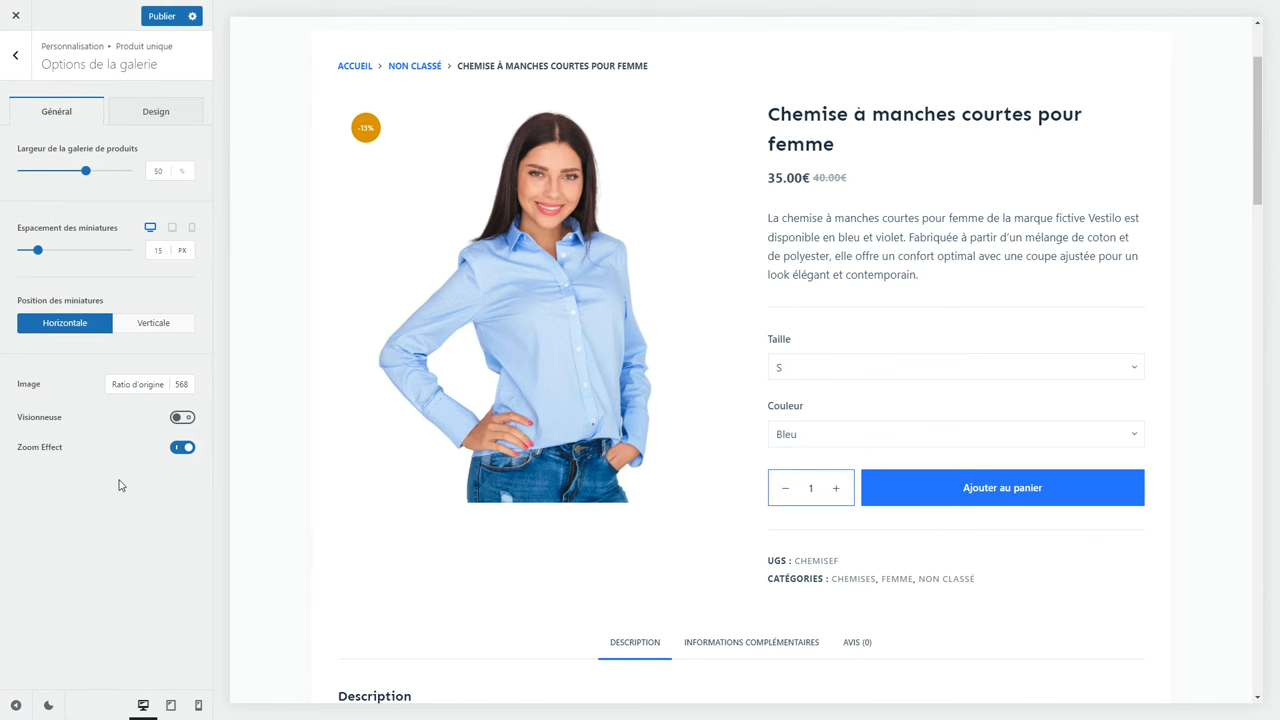 Publier
Personnalisation ▸ Produit unique
Options de la galerie
Général
Design
Largeur de la galerie de produits
50 %
Espacement des miniatures
15 PX
Position des miniatures
Horizontale
Verticale
Image
Ratio d'origine 568
Visionneuse
Zoom Effect
ACCUEIL > NON CLASSÉ > CHEMISE À MANCHES COURTES POUR FEMME
-13%
Chemise à manches courtes pour
femme
35.00€ 40.00€
La chemise à manches courtes pour femme de la marque fictive Vestilo est
disponible en bleu et violet. Fabriquée à partir d'un mélange de coton et
de polyester, elle offre un confort optimal avec une coupe ajustée pour un
look élégant et contemporain.
Taille
S
Couleur
Bleu
− 1 +
Ajouter au panier
UGS : CHEMISEF
CATÉGORIES : CHEMISES, FEMME, NON CLASSÉ
DESCRIPTION
INFORMATIONS COMPLÉMENTAIRES
AVIS (0)
Description